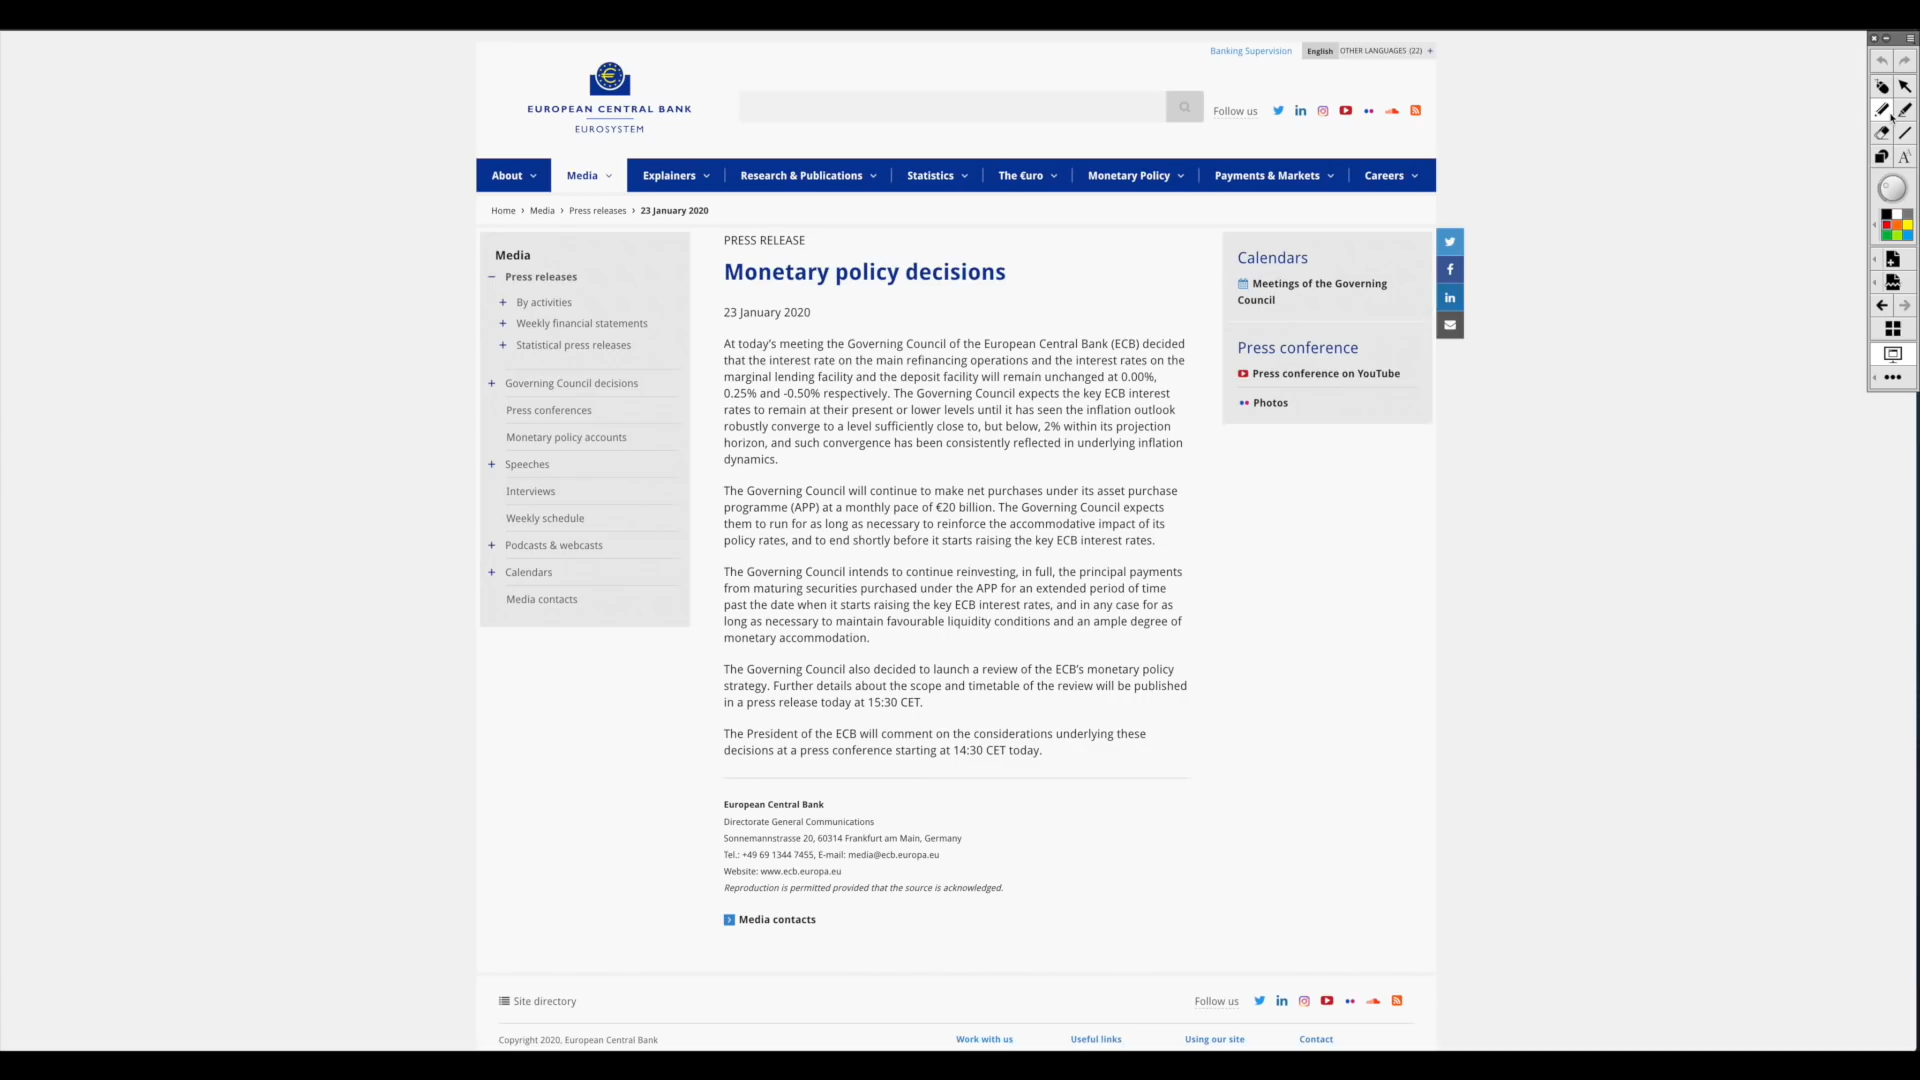 Banking Supervision English OTHER LANGUAGES (22) +
EUROPEAN CENTRAL BANK
EUROSYSTEM
Follow us
About Media Explainers Research & Publications Statistics The €uro Monetary Policy Payments & Markets Careers
Home › Media › Press releases › 23 January 2020
Media
− Press releases
+ By activities
+ Weekly financial statements
+ Statistical press releases
+ Governing Council decisions
Press conferences
Monetary policy accounts
+ Speeches
Interviews
Weekly schedule
+ Podcasts & webcasts
+ Calendars
Media contacts
PRESS RELEASE
Monetary policy decisions
23 January 2020
At today's meeting the Governing Council of the European Central Bank (ECB) decided
that the interest rate on the main refinancing operations and the interest rates on the
marginal lending facility and the deposit facility will remain unchanged at 0.00%,
0.25% and -0.50% respectively. The Governing Council expects the key ECB interest
rates to remain at their present or lower levels until it has seen the inflation outlook
robustly converge to a level sufficiently close to, but below, 2% within its projection
horizon, and such convergence has been consistently reflected in underlying inflation
dynamics.
The Governing Council will continue to make net purchases under its asset purchase
programme (APP) at a monthly pace of €20 billion. The Governing Council expects
them to run for as long as necessary to reinforce the accommodative impact of its
policy rates, and to end shortly before it starts raising the key ECB interest rates.
The Governing Council intends to continue reinvesting, in full, the principal payments
from maturing securities purchased under the APP for an extended period of time
past the date when it starts raising the key ECB interest rates, and in any case for as
long as necessary to maintain favourable liquidity conditions and an ample degree of
monetary accommodation.
The Governing Council also decided to launch a review of the ECB's monetary policy
strategy. Further details about the scope and timetable of the review will be published
in a press release today at 15:30 CET.
The President of the ECB will comment on the considerations underlying these
decisions at a press conference starting at 14:30 CET today.
European Central Bank
Directorate General Communications
Sonnemannstrasse 20, 60314 Frankfurt am Main, Germany
Tel.: +49 69 1344 7455, E-mail: media@ecb.europa.eu
Website: www.ecb.europa.eu
Reproduction is permitted provided that the source is acknowledged.
Media contacts
Calendars
Meetings of the Governing
Council
Press conference
Press conference on YouTube
Photos
Site directory
Follow us
Copyright 2020, European Central Bank
Work with us Useful links Using our site Contact